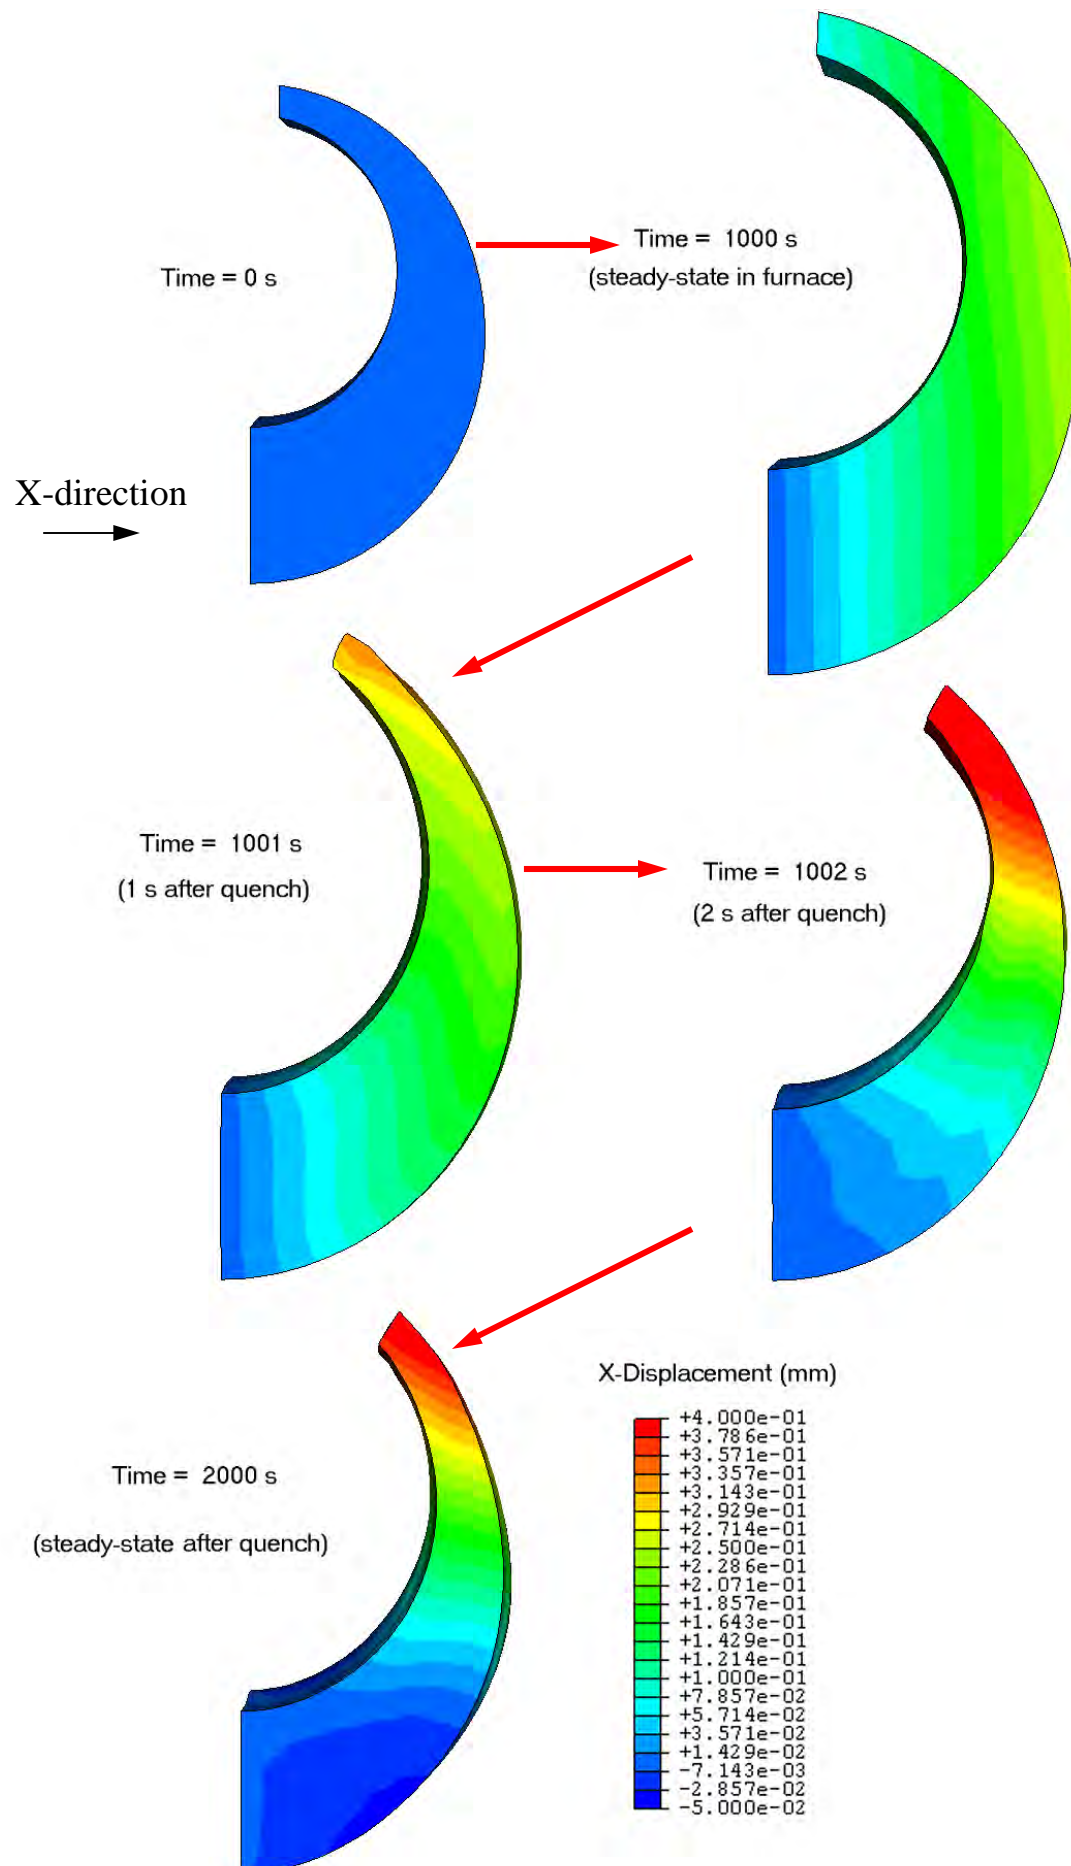 Time = 0 s
Time = 1000 s
(steady-state in furnace)
X-direction
Time = 1001 s
(1 s after quench)
Time = 1002 s
(2 s after quench)
Time = 2000 s
(steady-state after quench)
X-Displacement (mm)
+4.000e-01
+3.786e-01
+3.571e-01
+3.357e-01
+3.143e-01
+2.929e-01
+2.714e-01
+2.500e-01
+2.286e-01
+2.071e-01
+1.857e-01
+1.643e-01
+1.429e-01
+1.214e-01
+1.000e-01
+7.857e-02
+5.714e-02
+3.571e-02
+1.429e-02
-7.143e-03
-2.857e-02
-5.000e-02